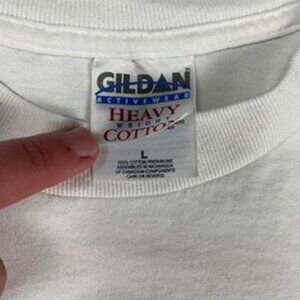 GILDAN
ACTIVEWEAR
HEAVY
WEIGHT
COTTON
L
100% COTTON PRESHRUNK
ASSEMBLED IN NICARAGUA
OF CANADIAN COMPONENTS
CARE ON REVERSE